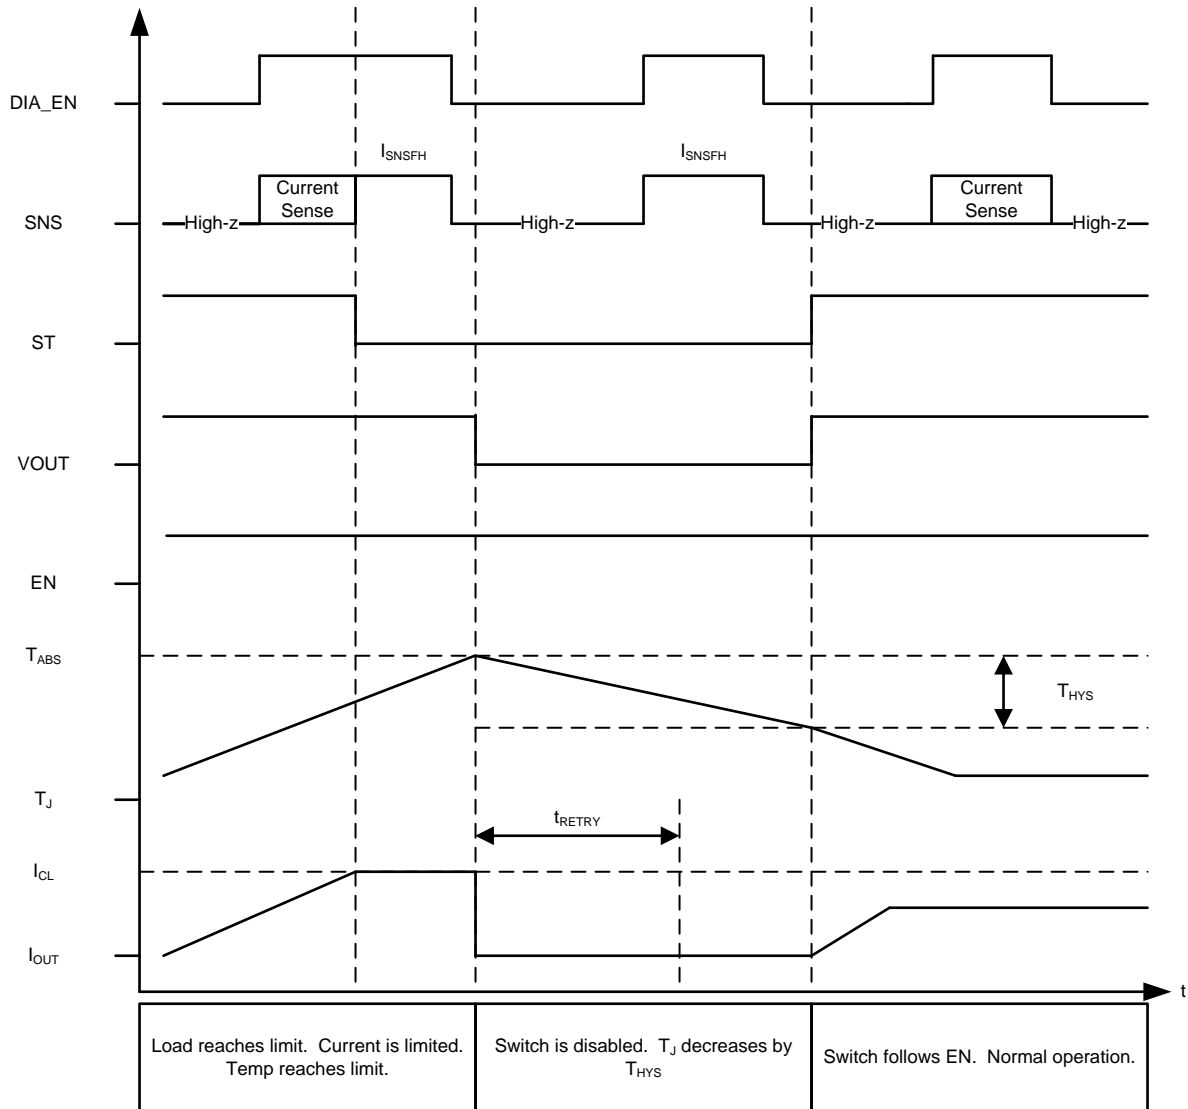 DIA_EN
I_SNSFH
I_SNSFH
SNS
High-z
Current
Sense
High-z
High-z
Current
Sense
High-z
ST
VOUT
EN
T_ABS
T_HYS
T_J
t_RETRY
I_CL
I_OUT
t
Load reaches limit. Current is limited.
Temp reaches limit.
Switch is disabled. T_J decreases by
T_HYS
Switch follows EN. Normal operation.